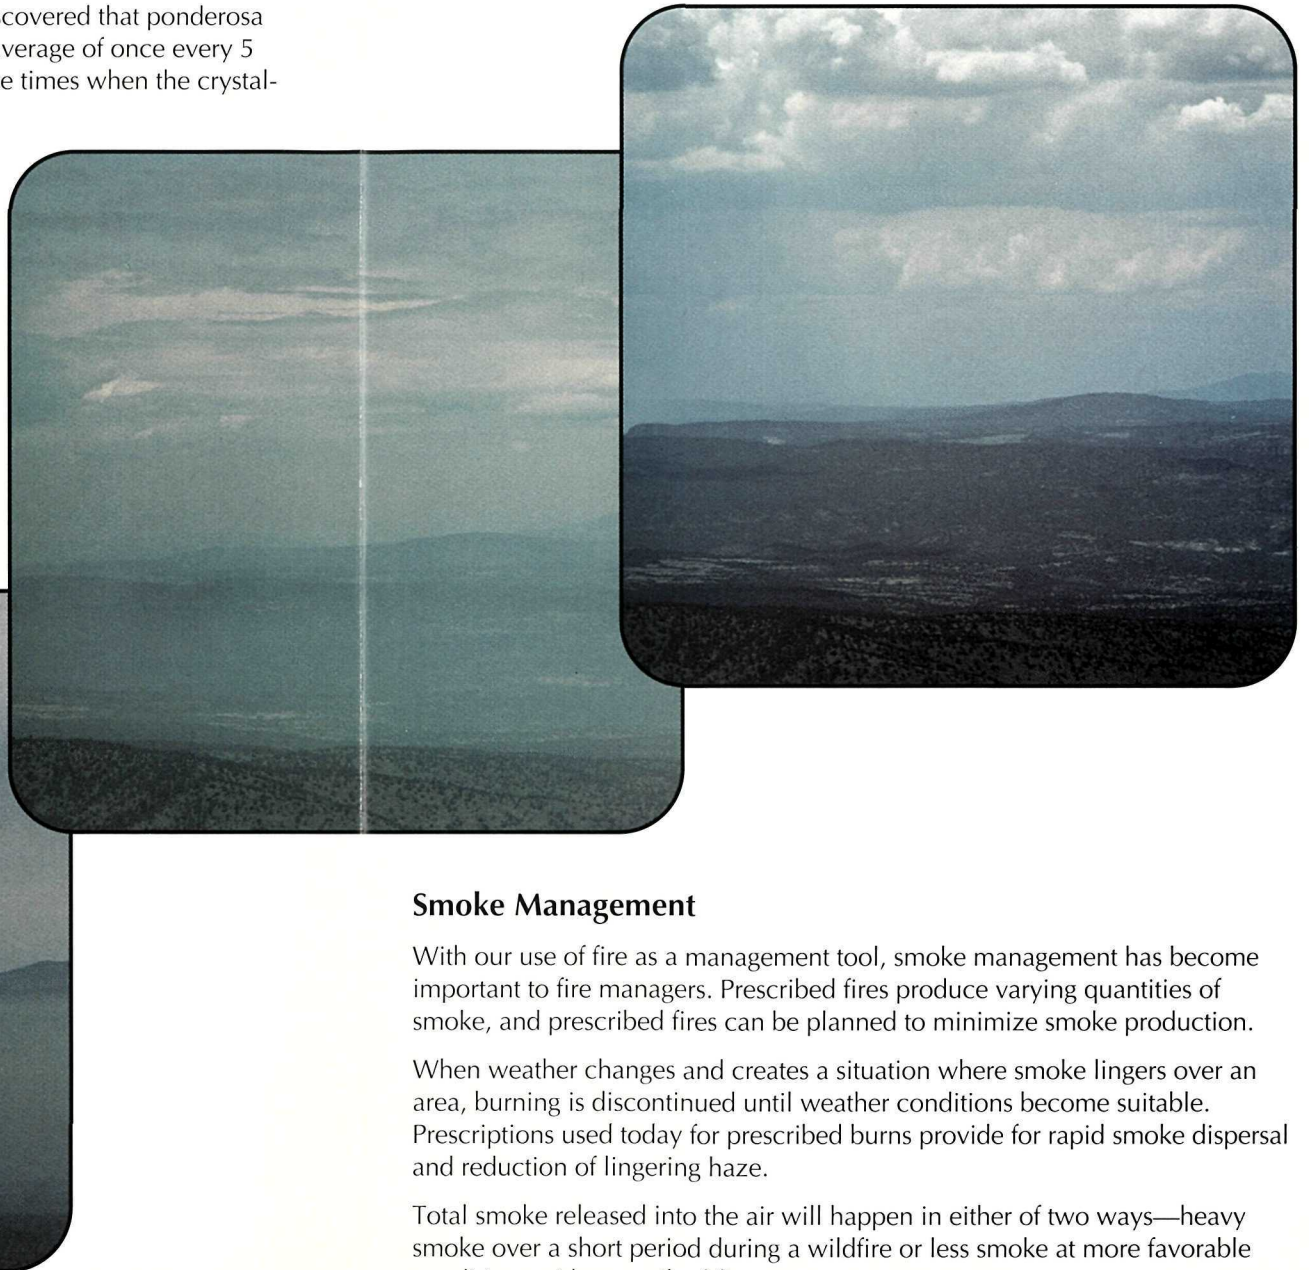 covered that ponderosa
verage of once every 5
e times when the crystal-
Smoke Management
With our use of fire as a management tool, smoke management has become
important to fire managers. Prescribed fires produce varying quantities of
smoke, and prescribed fires can be planned to minimize smoke production.
When weather changes and creates a situation where smoke lingers over an
area, burning is discontinued until weather conditions become suitable.
Prescriptions used today for prescribed burns provide for rapid smoke dispersal
and reduction of lingering haze.
Total smoke released into the air will happen in either of two ways—heavy
smoke over a short period during a wildfire or less smoke at more favorable